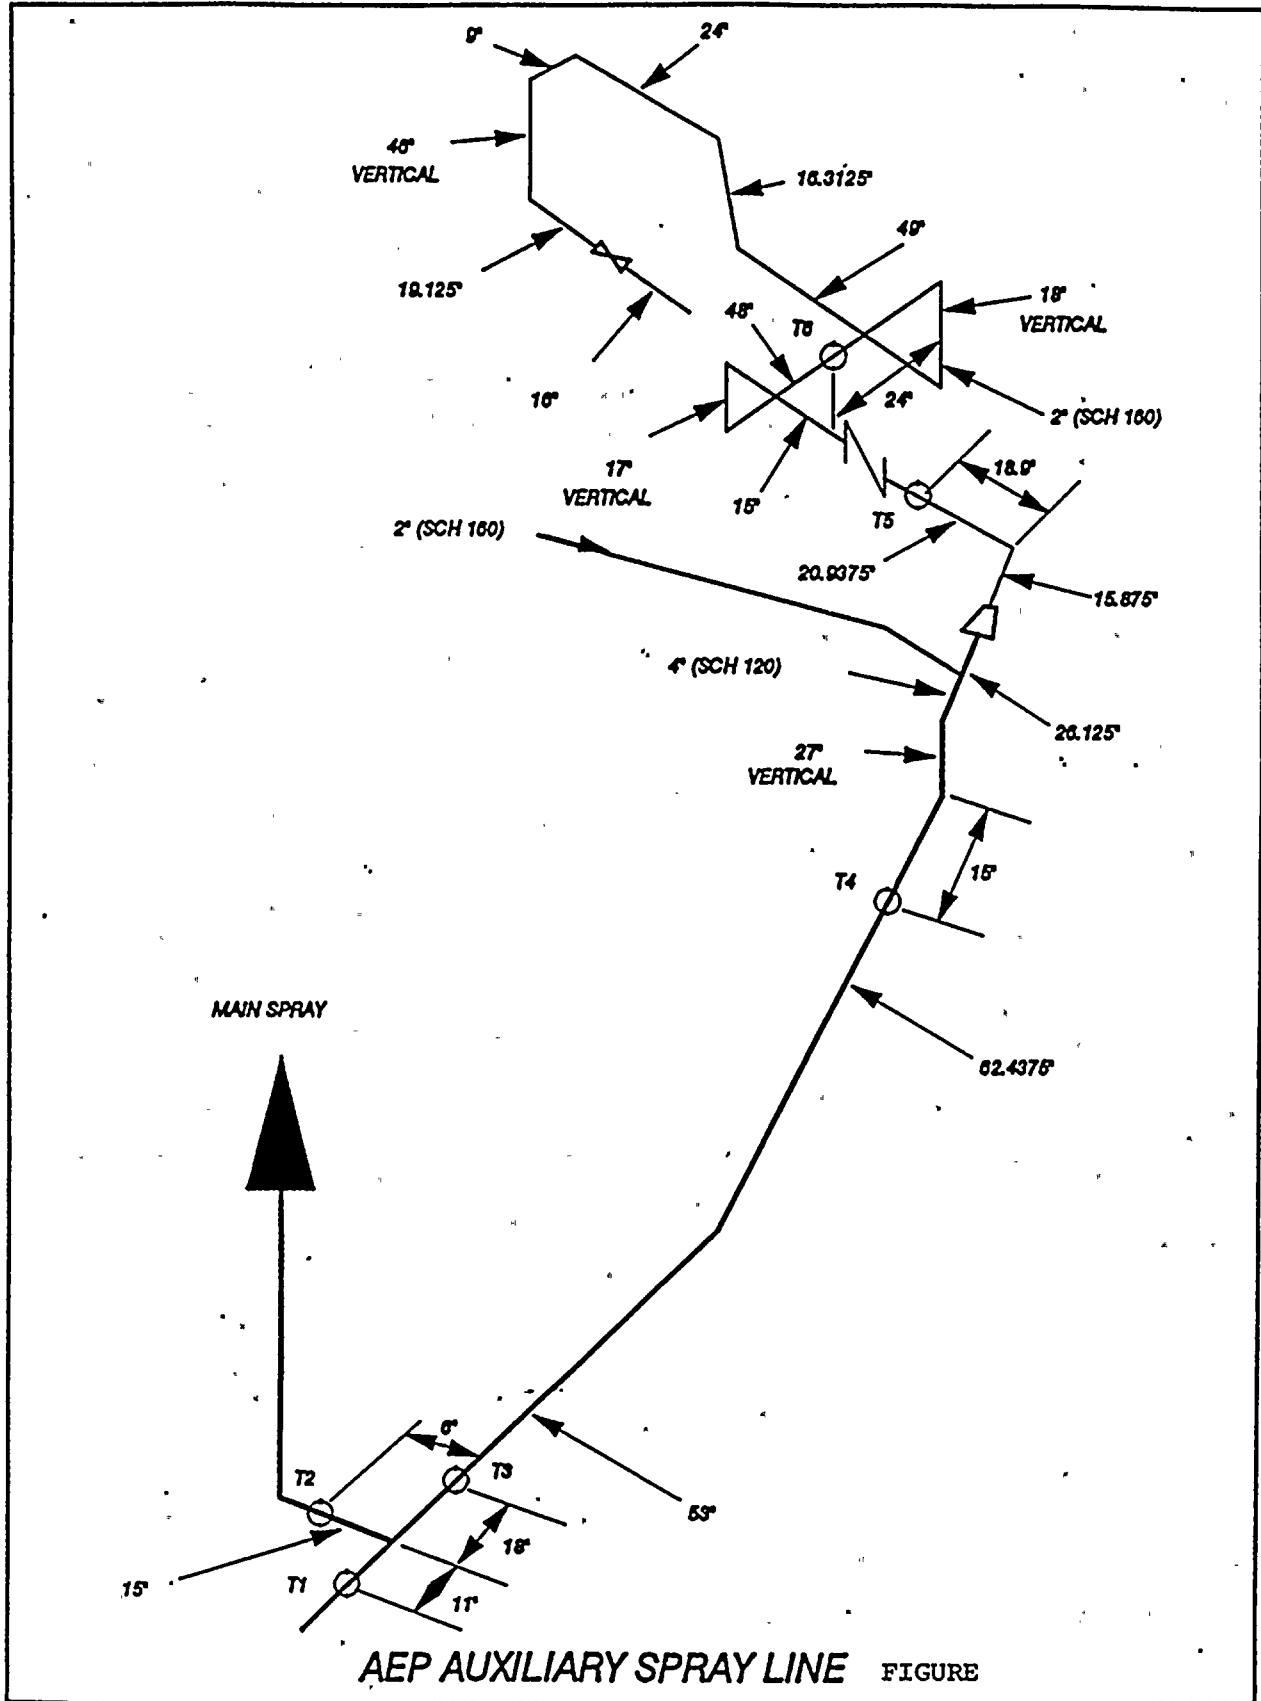 9"
24"
46"
VERTICAL
16.3125"
49"
19.125"
18"
VERTICAL
48"
T6
16"
24"
2" (SCH 160)
17"
VERTICAL
15"
18.9"
T5
2" (SCH 160)
20.9375"
15.875"
4" (SCH 120)
26.125"
27"
VERTICAL
15"
T4
MAIN SPRAY
62.4375"
6"
T2
T3
53"
18"
15"
T1
11"
AEP AUXILIARY SPRAY LINE FIGURE